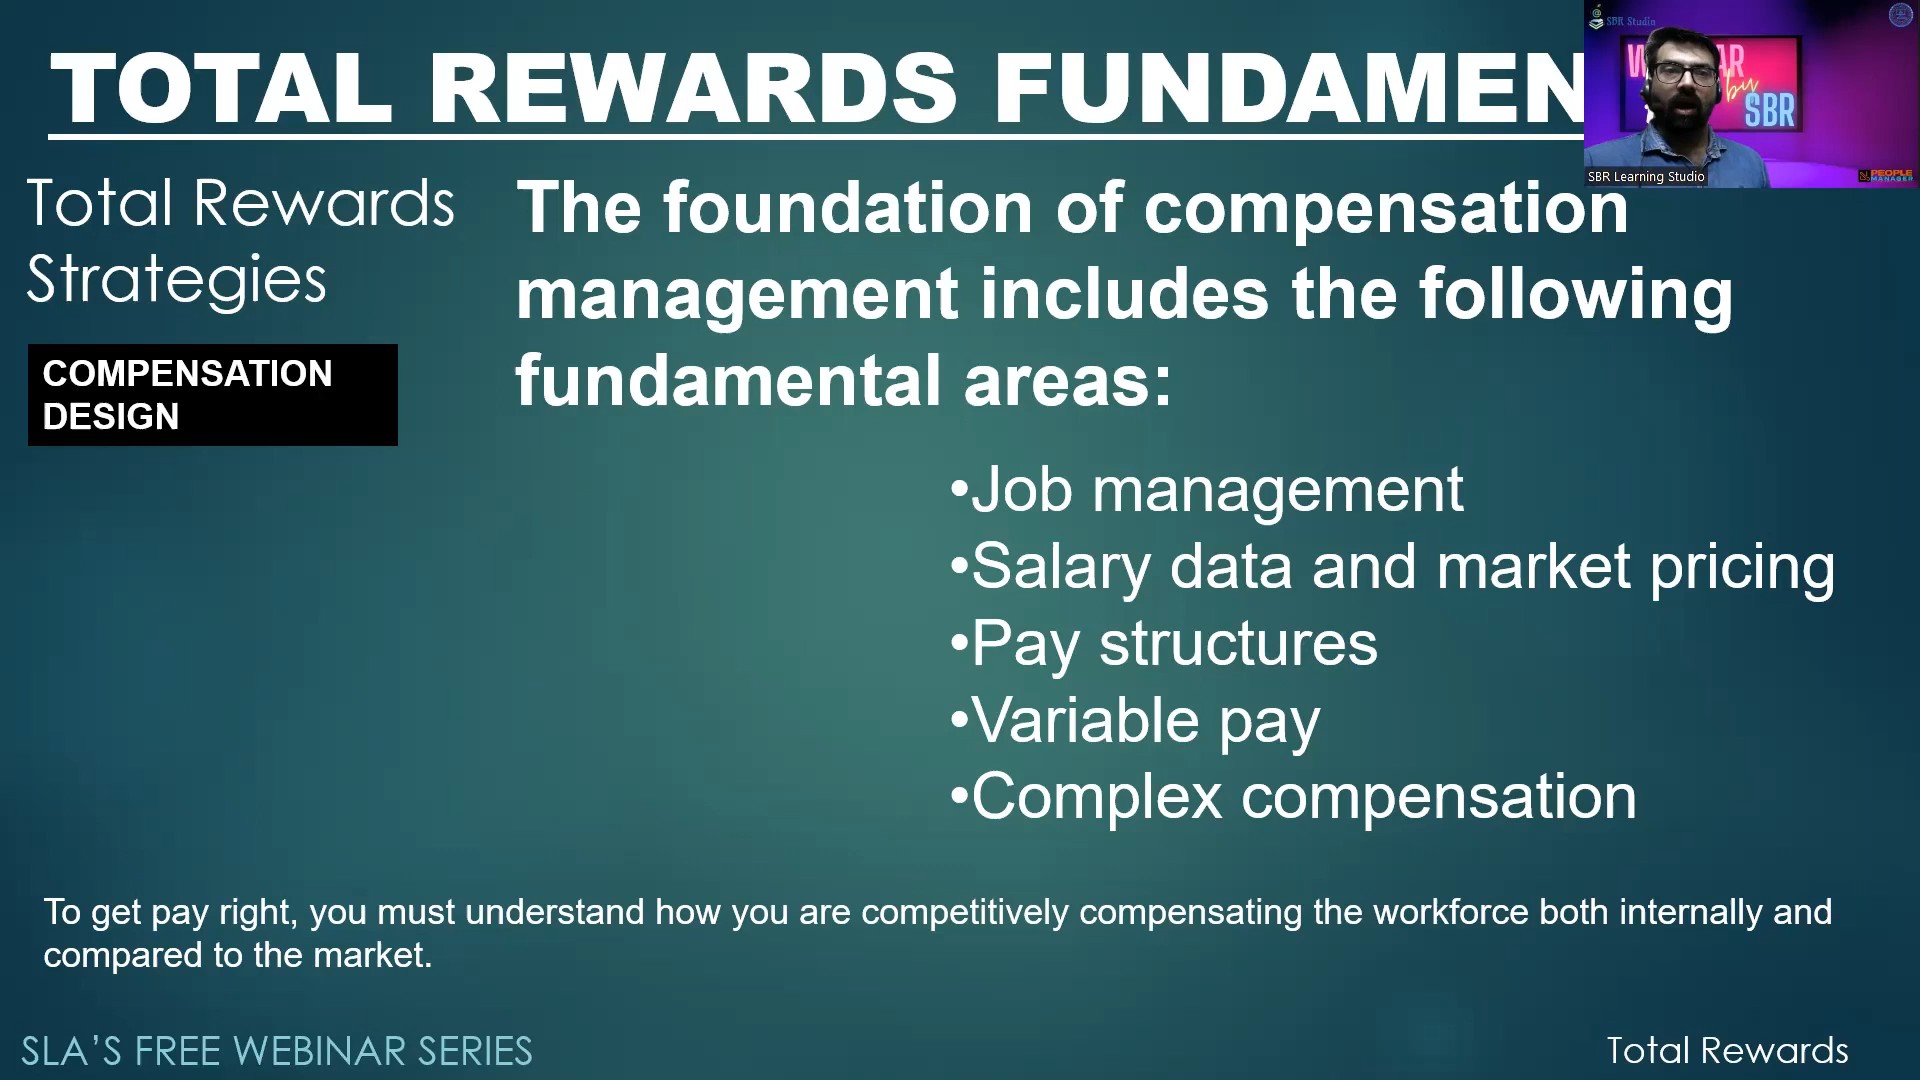 TOTAL REWARDS FUNDAMEN
SBR Studio
by
SBR
SBR Learning Studio
PEOPLE
MANAGER
Total Rewards
Strategies
COMPENSATION
DESIGN
The foundation of compensation
management includes the following
fundamental areas:
•Job management
•Salary data and market pricing
•Pay structures
•Variable pay
•Complex compensation
To get pay right, you must understand how you are competitively compensating the workforce both internally and
compared to the market.
SLA’S FREE WEBINAR SERIES
Total Rewards